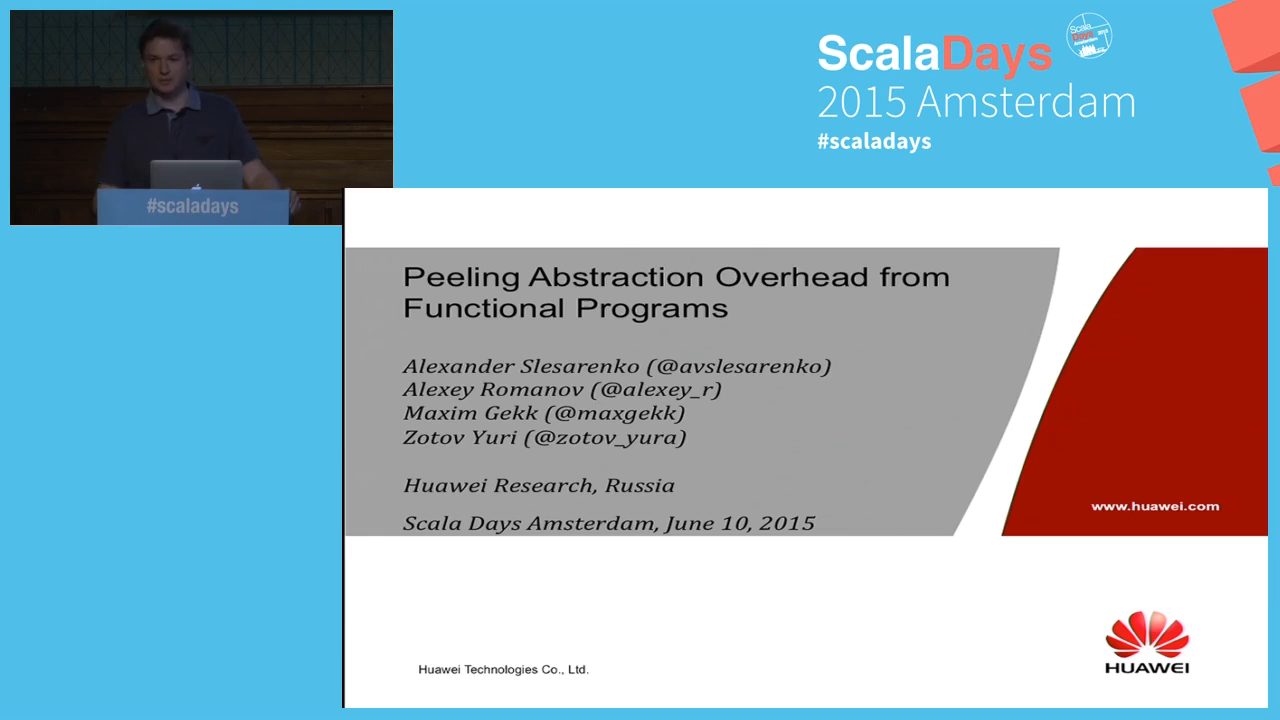 ScalaDays
2015 Amsterdam
#scaladays
#scaladays
Peeling Abstraction Overhead from
Functional Programs
Alexander Slesarenko (@avslesarenko)
Alexey Romanov (@alexey_r)
Maxim Gekk (@maxgekk)
Zotov Yuri (@zotov_yura)
Huawei Research, Russia
Scala Days Amsterdam, June 10, 2015
www.huawei.com
HUAWEI
Huawei Technologies Co., Ltd.